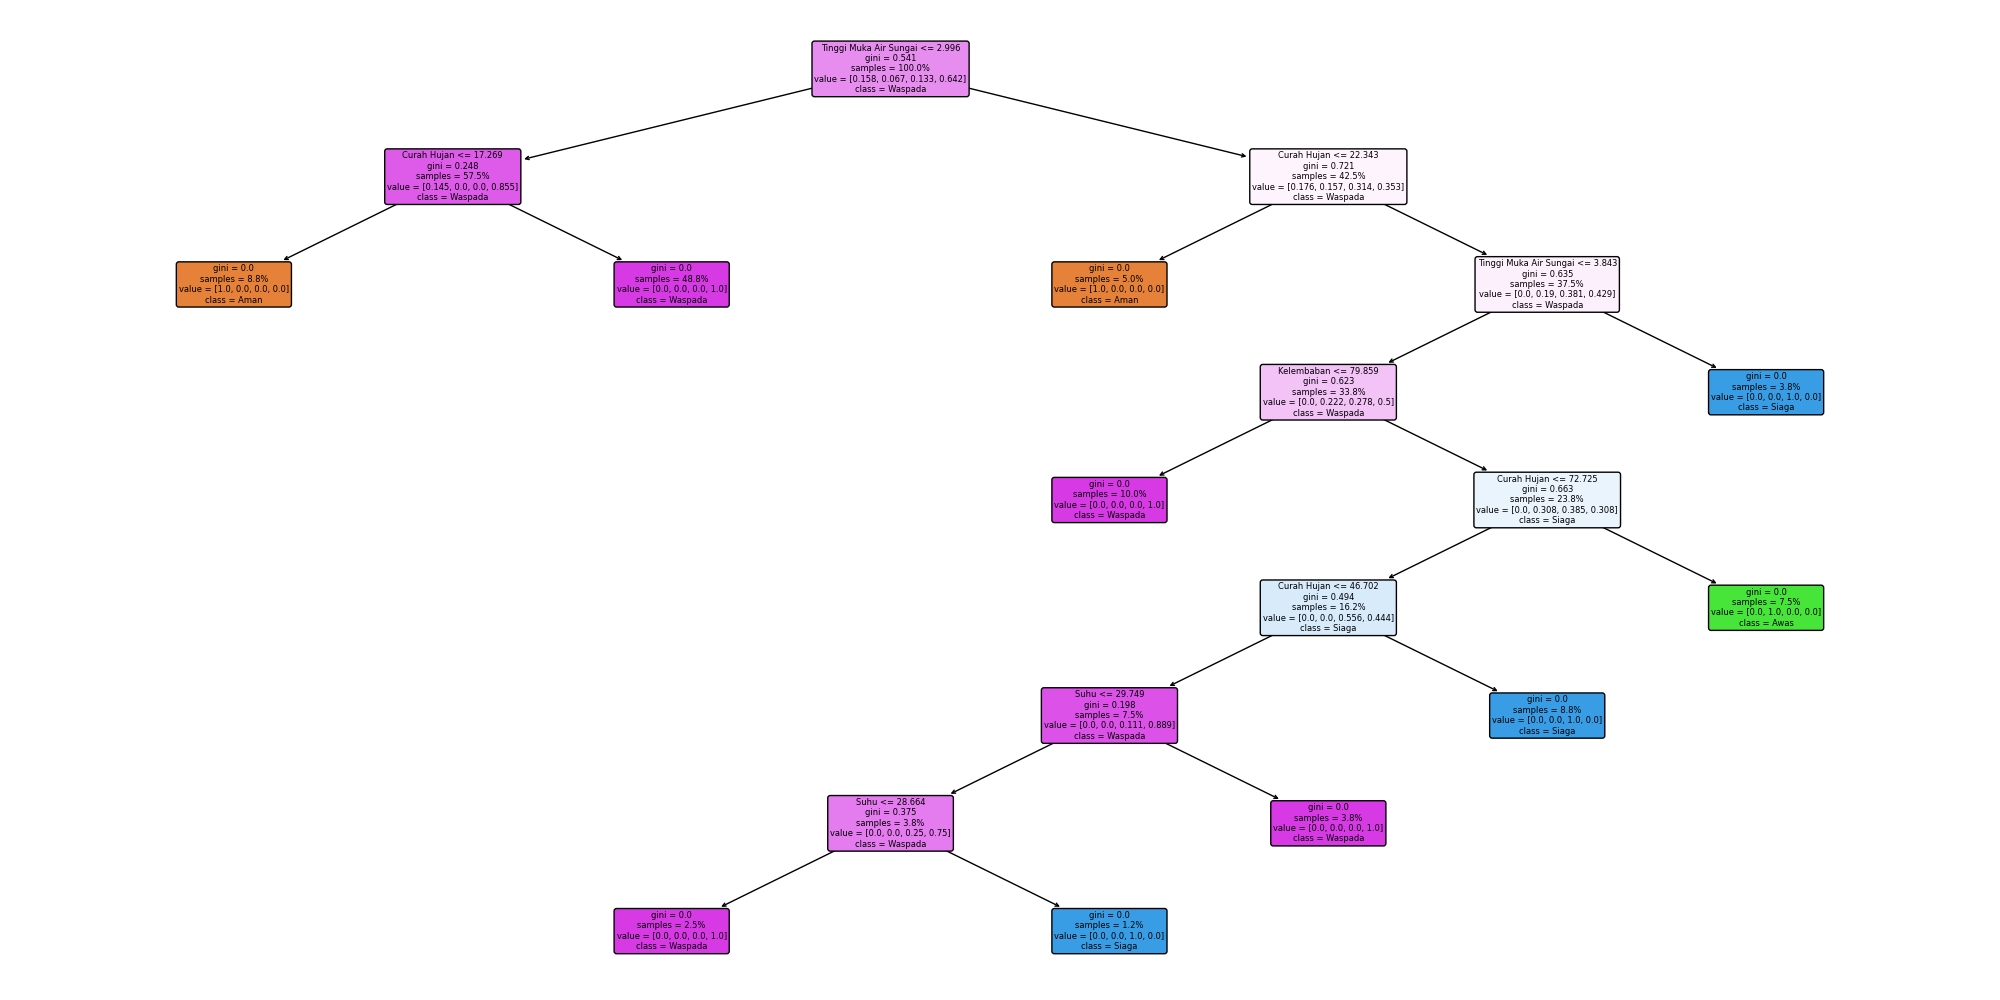 Tinggi Muka Air Sungai <= 2.996
gini = 0.541
samples = 100.0%
value = [0.158, 0.067, 0.133, 0.642]
class = Waspada
Curah Hujan <= 17.269
gini = 0.248
samples = 57.5%
value = [0.145, 0.0, 0.0, 0.855]
class = Waspada
Curah Hujan <= 22.343
gini = 0.721
samples = 42.5%
value = [0.176, 0.157, 0.314, 0.353]
class = Waspada
gini = 0.0
samples = 8.8%
value = [1.0, 0.0, 0.0, 0.0]
class = Aman
gini = 0.0
samples = 48.8%
value = [0.0, 0.0, 0.0, 1.0]
class = Waspada
gini = 0.0
samples = 5.0%
value = [1.0, 0.0, 0.0, 0.0]
class = Aman
Tinggi Muka Air Sungai <= 3.843
gini = 0.635
samples = 37.5%
value = [0.0, 0.19, 0.381, 0.429]
class = Waspada
Kelembaban <= 79.859
gini = 0.623
samples = 33.8%
value = [0.0, 0.222, 0.278, 0.5]
class = Waspada
gini = 0.0
samples = 3.8%
value = [0.0, 0.0, 1.0, 0.0]
class = Siaga
gini = 0.0
samples = 10.0%
value = [0.0, 0.0, 0.0, 1.0]
class = Waspada
Curah Hujan <= 72.725
gini = 0.663
samples = 23.8%
value = [0.0, 0.308, 0.385, 0.308]
class = Siaga
Curah Hujan <= 46.702
gini = 0.494
samples = 16.2%
value = [0.0, 0.0, 0.556, 0.444]
class = Siaga
gini = 0.0
samples = 7.5%
value = [0.0, 1.0, 0.0, 0.0]
class = Awas
Suhu <= 29.749
gini = 0.198
samples = 7.5%
value = [0.0, 0.0, 0.111, 0.889]
class = Waspada
gini = 0.0
samples = 8.8%
value = [0.0, 0.0, 1.0, 0.0]
class = Siaga
Suhu <= 28.664
gini = 0.375
samples = 3.8%
value = [0.0, 0.0, 0.25, 0.75]
class = Waspada
gini = 0.0
samples = 3.8%
value = [0.0, 0.0, 0.0, 1.0]
class = Waspada
gini = 0.0
samples = 2.5%
value = [0.0, 0.0, 0.0, 1.0]
class = Waspada
gini = 0.0
samples = 1.2%
value = [0.0, 0.0, 1.0, 0.0]
class = Siaga